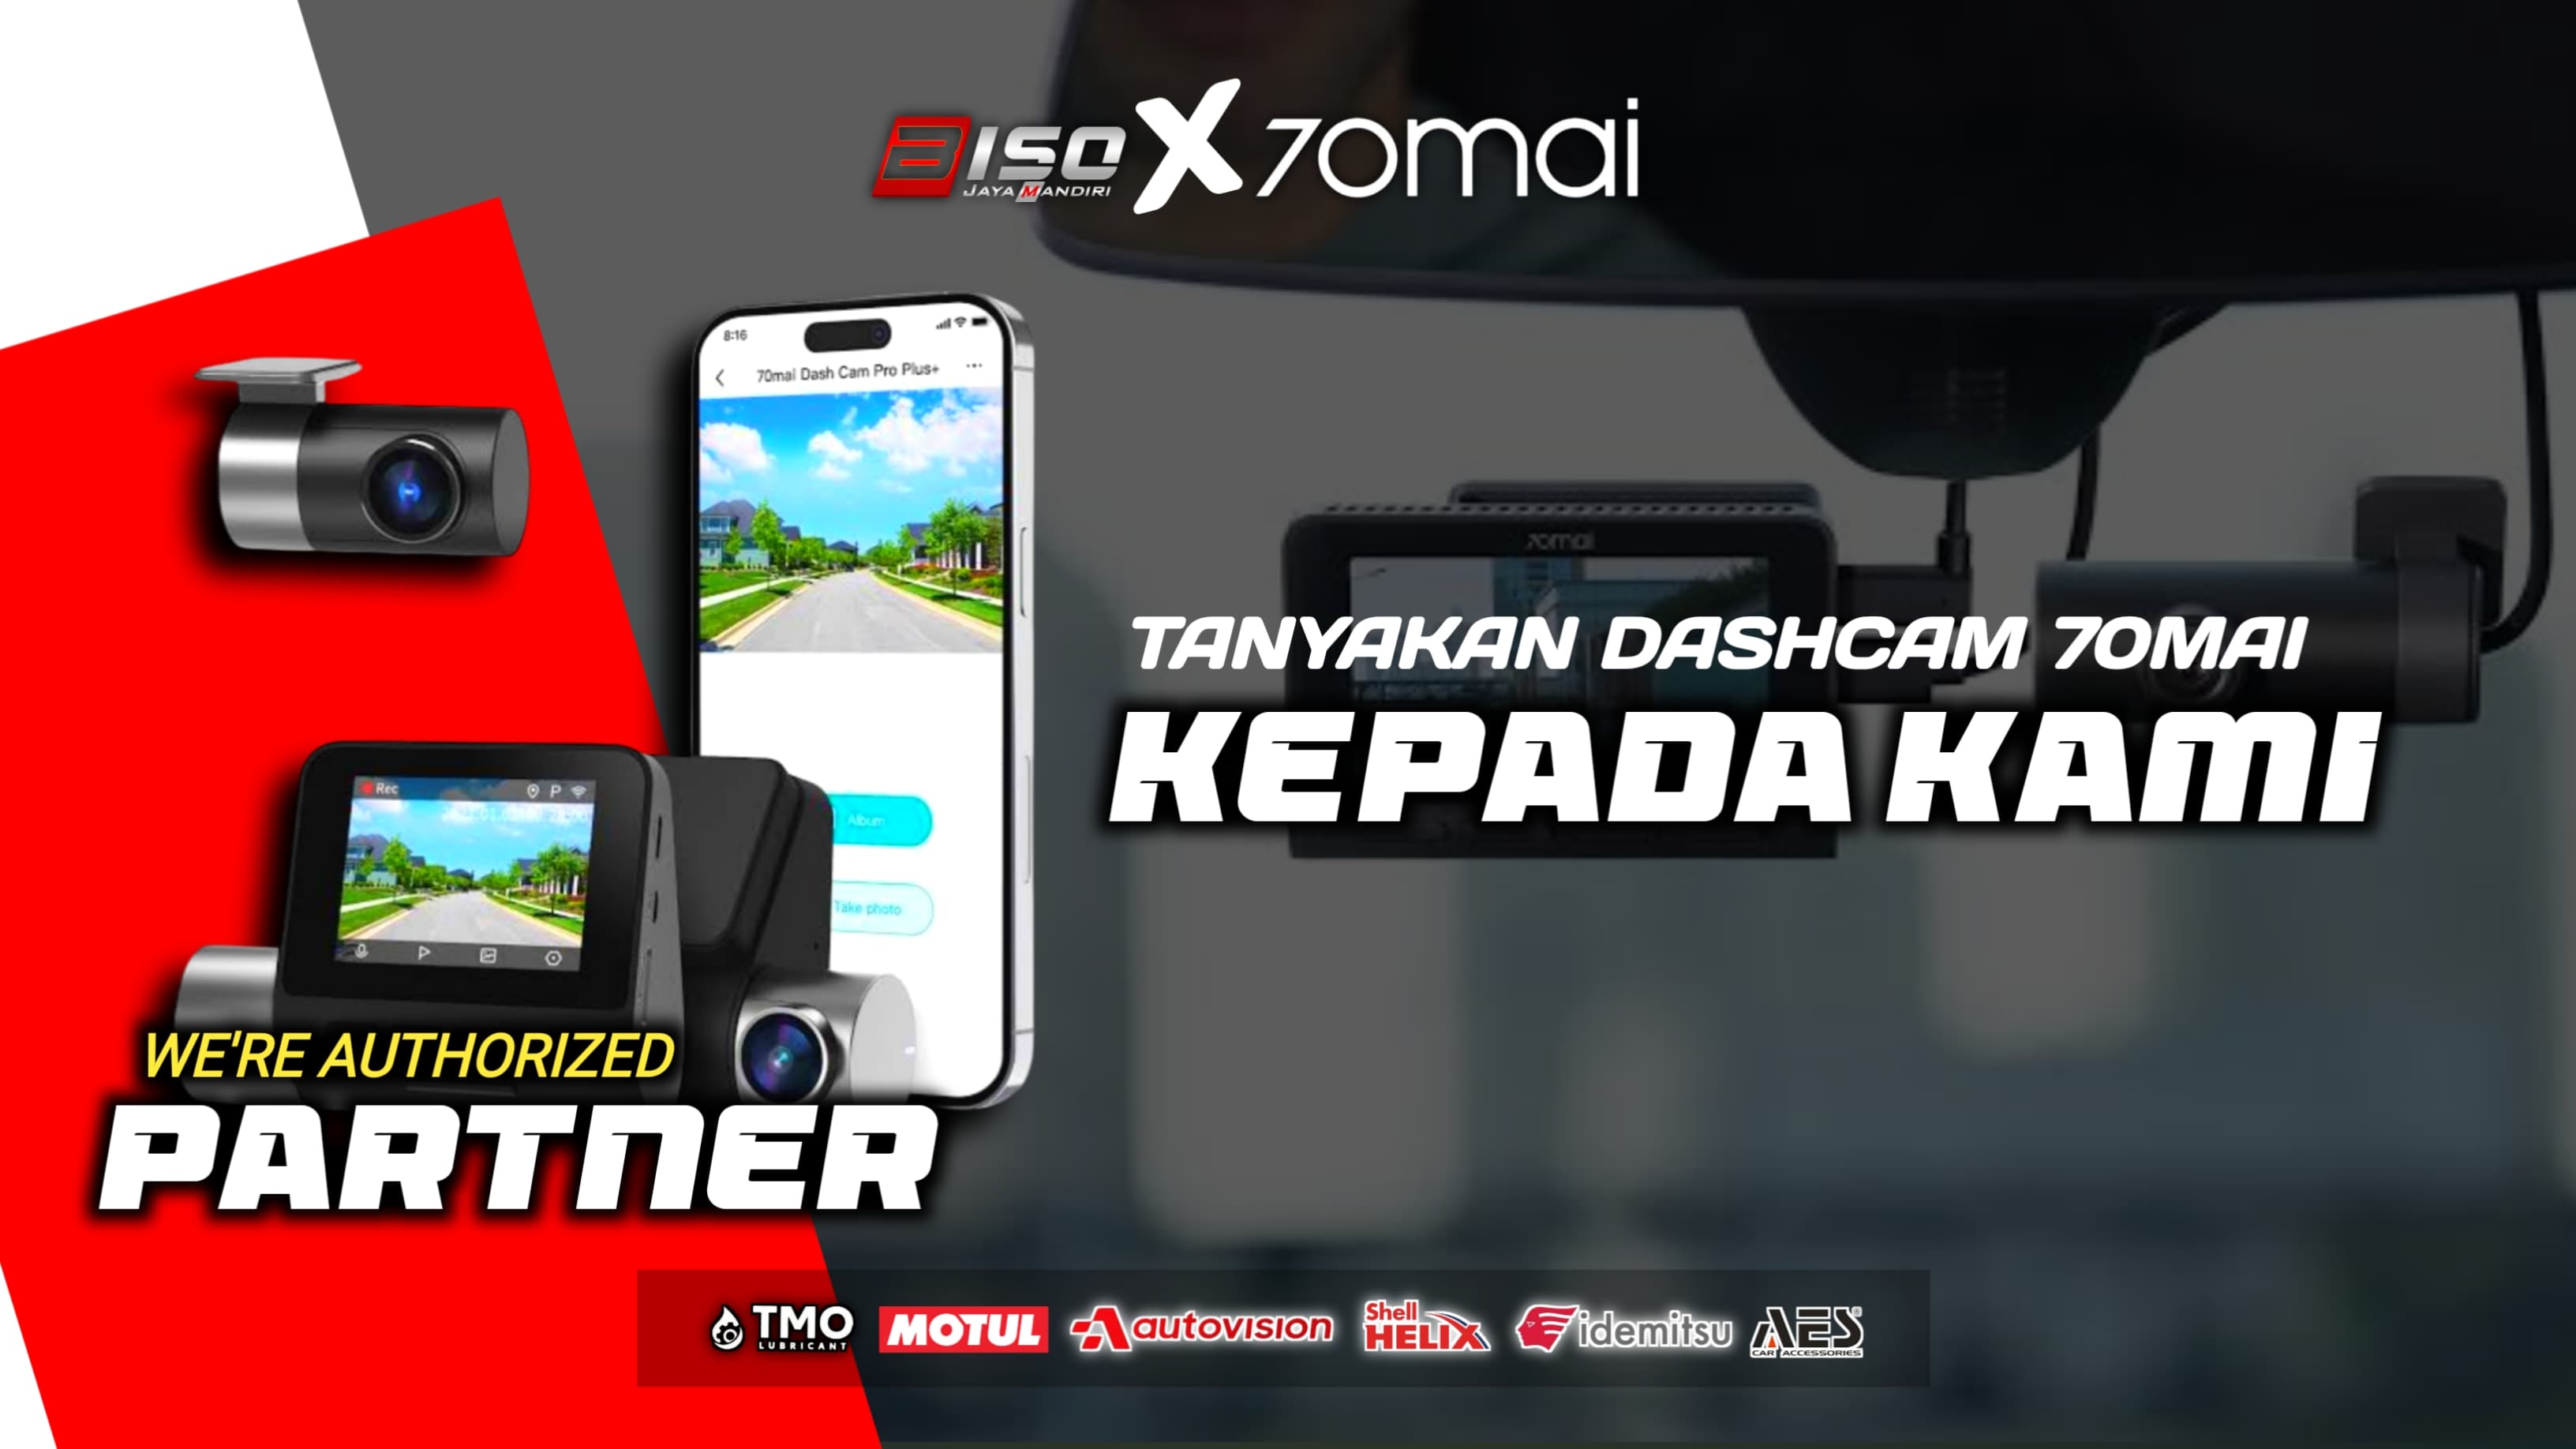 BISO X 70mai
JAYA MANDIRI
8:16
70mai Dash Cam Pro Plus+
70mai
TANYAKAN DASHCAM 70MAI
KEPADA KAMI
Rec
P
Album
Take photo
WE'RE AUTHORIZED
PARTNER
TMO
LUBRICANT
MOTUL
autovision
Shell
HELIX
idemitsu
AES
CAR ACCESSORIES